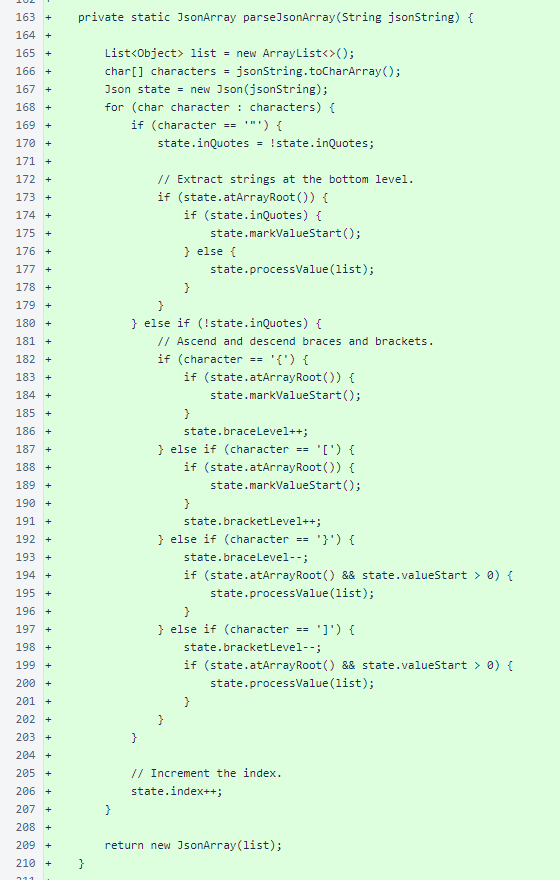 163 +     private static JsonArray parseJsonArray(String jsonString) {
164 +
165 +         List<Object> list = new ArrayList<>();
166 +         char[] characters = jsonString.toCharArray();
167 +         Json state = new Json(jsonString);
168 +         for (char character : characters) {
169 +             if (character == '"') {
170 +                 state.inQuotes = !state.inQuotes;
171 +
172 +                 // Extract strings at the bottom level.
173 +                 if (state.atArrayRoot()) {
174 +                     if (state.inQuotes) {
175 +                         state.markValueStart();
176 +                     } else {
177 +                         state.processValue(list);
178 +                     }
179 +                 }
180 +             } else if (!state.inQuotes) {
181 +                 // Ascend and descend braces and brackets.
182 +                 if (character == '{') {
183 +                     if (state.atArrayRoot()) {
184 +                         state.markValueStart();
185 +                     }
186 +                     state.braceLevel++;
187 +                 } else if (character == '[') {
188 +                     if (state.atArrayRoot()) {
189 +                         state.markValueStart();
190 +                     }
191 +                     state.bracketLevel++;
192 +                 } else if (character == '}') {
193 +                     state.braceLevel--;
194 +                     if (state.atArrayRoot() && state.valueStart > 0) {
195 +                         state.processValue(list);
196 +                     }
197 +                 } else if (character == ']') {
198 +                     state.bracketLevel--;
199 +                     if (state.atArrayRoot() && state.valueStart > 0) {
200 +                         state.processValue(list);
201 +                     }
202 +                 }
203 +             }
204 +
205 +             // Increment the index.
206 +             state.index++;
207 +         }
208 +
209 +         return new JsonArray(list);
210 +     }